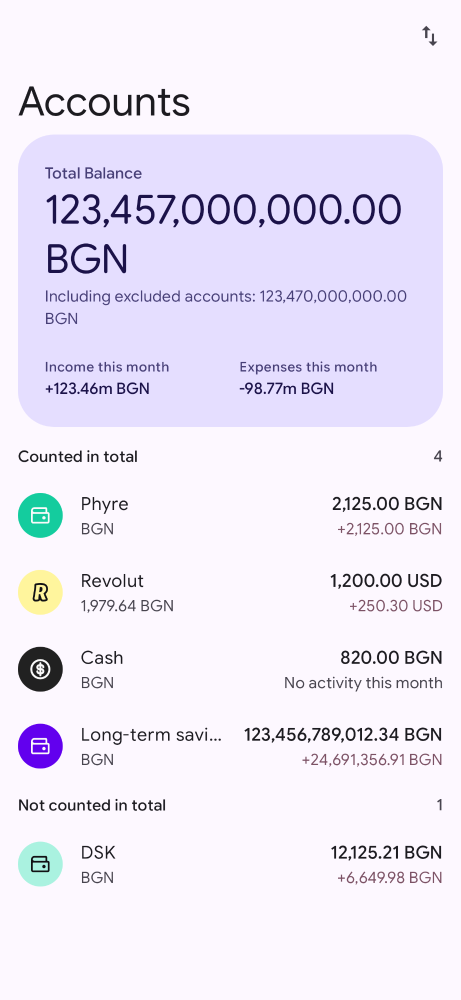 Accounts
Total Balance
123,457,000,000.00
BGN
Including excluded accounts: 123,470,000,000.00
BGN
Income this month
+123.46m BGN
Expenses this month
-98.77m BGN
Counted in total 4
Phyre 2,125.00 BGN
BGN +2,125.00 BGN
Revolut 1,200.00 USD
1,979.64 BGN +250.30 USD
Cash 820.00 BGN
BGN No activity this month
Long-term savi... 123,456,789,012.34 BGN
BGN +24,691,356.91 BGN
Not counted in total 1
DSK 12,125.21 BGN
BGN +6,649.98 BGN